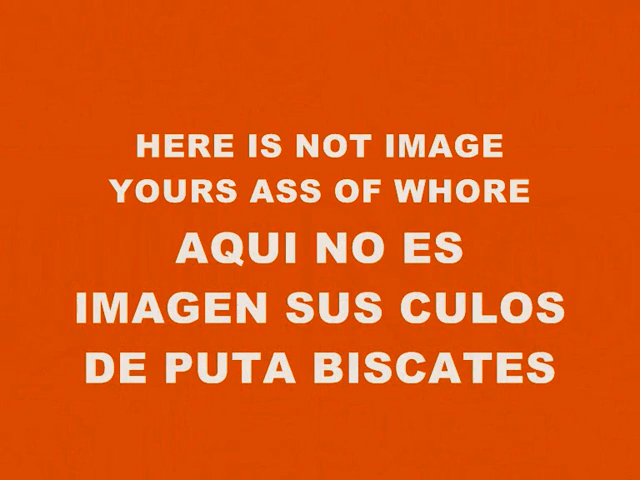 HERE IS NOT IMAGE
YOURS ASS OF WHORE
AQUI NO ES
IMAGEN SUS CULOS
DE PUTA BISCATES